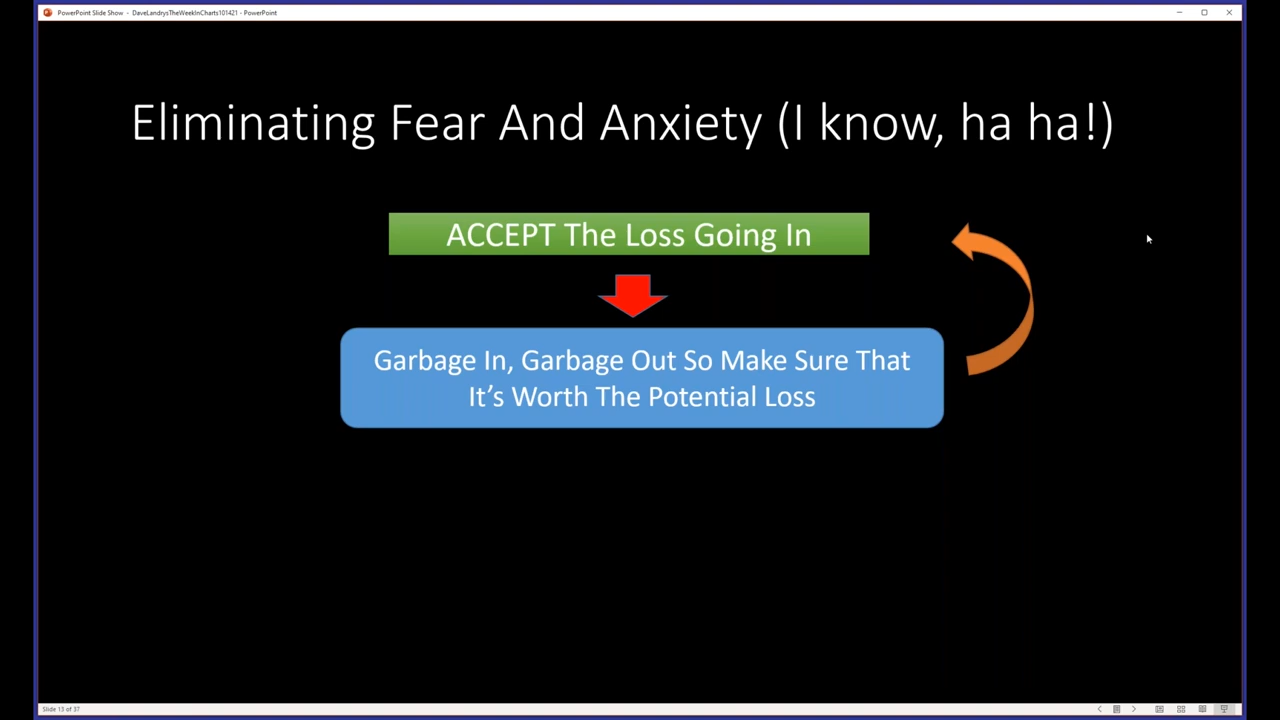 PowerPoint Slide Show - DaveLandrysTheWeekInCharts101421 - PowerPoint
Eliminating Fear And Anxiety (I know, ha ha!)
ACCEPT The Loss Going In
Garbage In, Garbage Out So Make Sure That
It’s Worth The Potential Loss
Slide 13 of 37